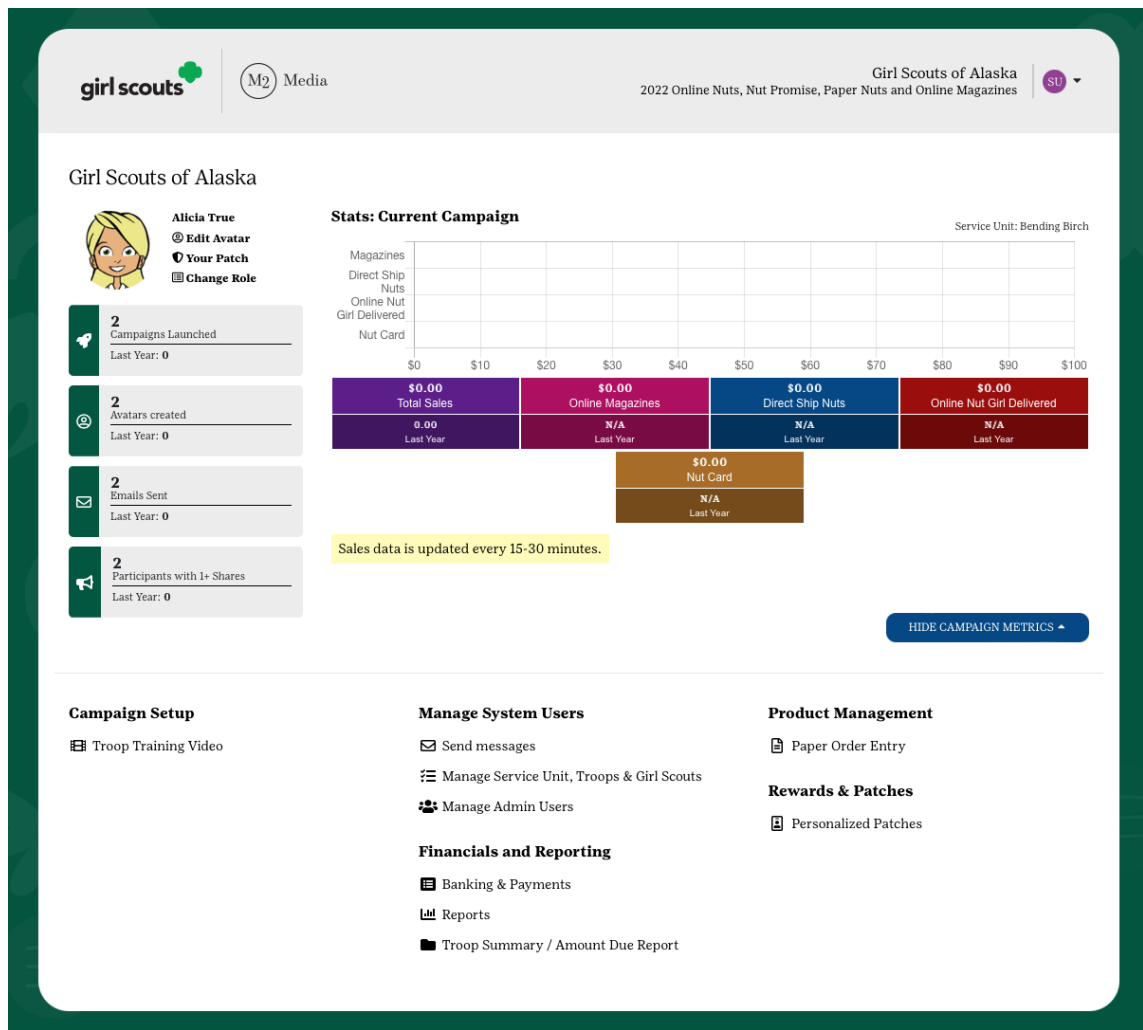 girl scouts
M2 Media
Girl Scouts of Alaska
2022 Online Nuts, Nut Promise, Paper Nuts and Online Magazines
SU
Girl Scouts of Alaska
Alicia True
Edit Avatar
Your Patch
Change Role
2
Campaigns Launched
Last Year: 0
2
Avatars created
Last Year: 0
2
Emails Sent
Last Year: 0
2
Participants with 1+ Shares
Last Year: 0
Stats: Current Campaign
Service Unit: Bending Birch
Magazines
Direct Ship
Nuts
Online Nut
Girl Delivered
Nut Card
$0 $10 $20 $30 $40 $50 $60 $70 $80 $90 $100
$0.00 $0.00 $0.00 $0.00
Total Sales Online Magazines Direct Ship Nuts Online Nut Girl Delivered
0.00 N/A N/A N/A
Last Year Last Year Last Year Last Year
$0.00
Nut Card
N/A
Last Year
Sales data is updated every 15-30 minutes.
HIDE CAMPAIGN METRICS
Campaign Setup
Troop Training Video
Manage System Users
Send messages
Manage Service Unit, Troops & Girl Scouts
Manage Admin Users
Financials and Reporting
Banking & Payments
Reports
Troop Summary / Amount Due Report
Product Management
Paper Order Entry
Rewards & Patches
Personalized Patches